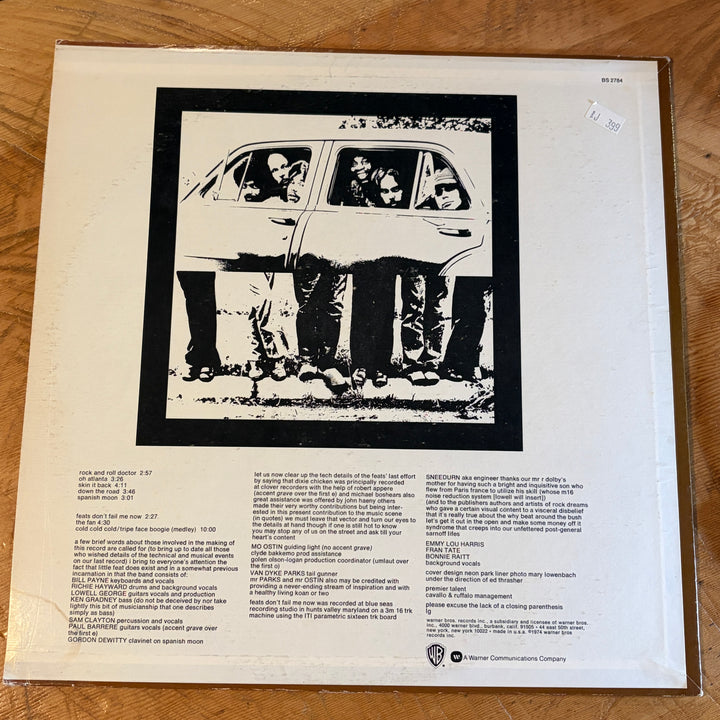 BS 2784
$J 3.99
rock and roll doctor 2:57
oh atlanta 3:26
skin it back 4:11
down the road 3:46
spanish moon 3:01
feats don't fail me now 2:27
the fan 4:30
cold cold cold/tripe face boogie (medley) 10:00
a few brief words about those involved in the making of
this record are called for (to bring up to date all those
who wished details of the technical and musical events
on our last record) i bring to everyone's attention the
fact that little feat does exist and in a somewhat previous
incarnation in that the band consists of:
BILL PAYNE keyboards and vocals
RICHIE HAYWARD drums and background vocals
LOWELL GEORGE guitars vocals and production
KEN GRADNEY bass (do not be deceived by nor take
lightly this bit of musicianship that one describes
simply as bass)
SAM CLAYTON percussion and vocals
PAUL BARRERE guitars vocals (accent grave over
the first e)
GORDON DEWITTY clavinet on spanish moon
let us now clear up the tech details of the feats' last effort
by saying that dixie chicken was principally recorded
at clover recorders with the help of robert appere
(accent grave over the first e) and michael boshears also
great assistance was offered by john haeny others
made their very worthy contributions but being inter-
ested in this present contribution to the music scene
(in quotes) we must leave that vector and turn our eyes to
the details at hand though if one is still hot to know
you may stop any of us on the street and ask till your
heart's content
MO OSTIN guiding light (no accent grave)
clyde bakkemo prod assistance
golen olson-logan production coordinator (umlaut over
the first o)
VAN DYKE PARKS tail gunner
mr PARKS and mr OSTIN also may be credited with
providing a never-ending stream of inspiration and with
a healthy living koan or two
feats don't fail me now was recorded at blue seas
recording studio in hunts valley maryland on a 3m 16 trk
machine using the ITI parametric sixteen trk board
SNEEDURN aka engineer thanks our mr r dolby's
mother for having such a bright and inquisitive son who
flew from Paris france to utilize his skill (whose m16
noise reduction system [lowell will insert])
(and to the publishers authors and artists of rock dreams
who gave a certain visual content to a visceral disbelief
that it's really true about the why beat around the bush
let's get it out in the open and make some money off it
syndrome that creeps into our unfettered post-general
sarnoff lifes
EMMY LOU HARRIS
FRAN TATE
BONNIE RAITT
background vocals
cover design neon park liner photo mary lowenbach
under the direction of ed thrasher
premier talent
cavallo & ruffalo management
please excuse the lack of a closing parenthesis
lg
warner bros. records inc., a subsidiary and licensee of warner bros.
inc., 4000 warner blvd., burbank, calif. 91505 • 44 east 50th street,
new york, new york 10022 • made in u.s.a. ℗1974 warner bros
records inc.
WB
A Warner Communications Company